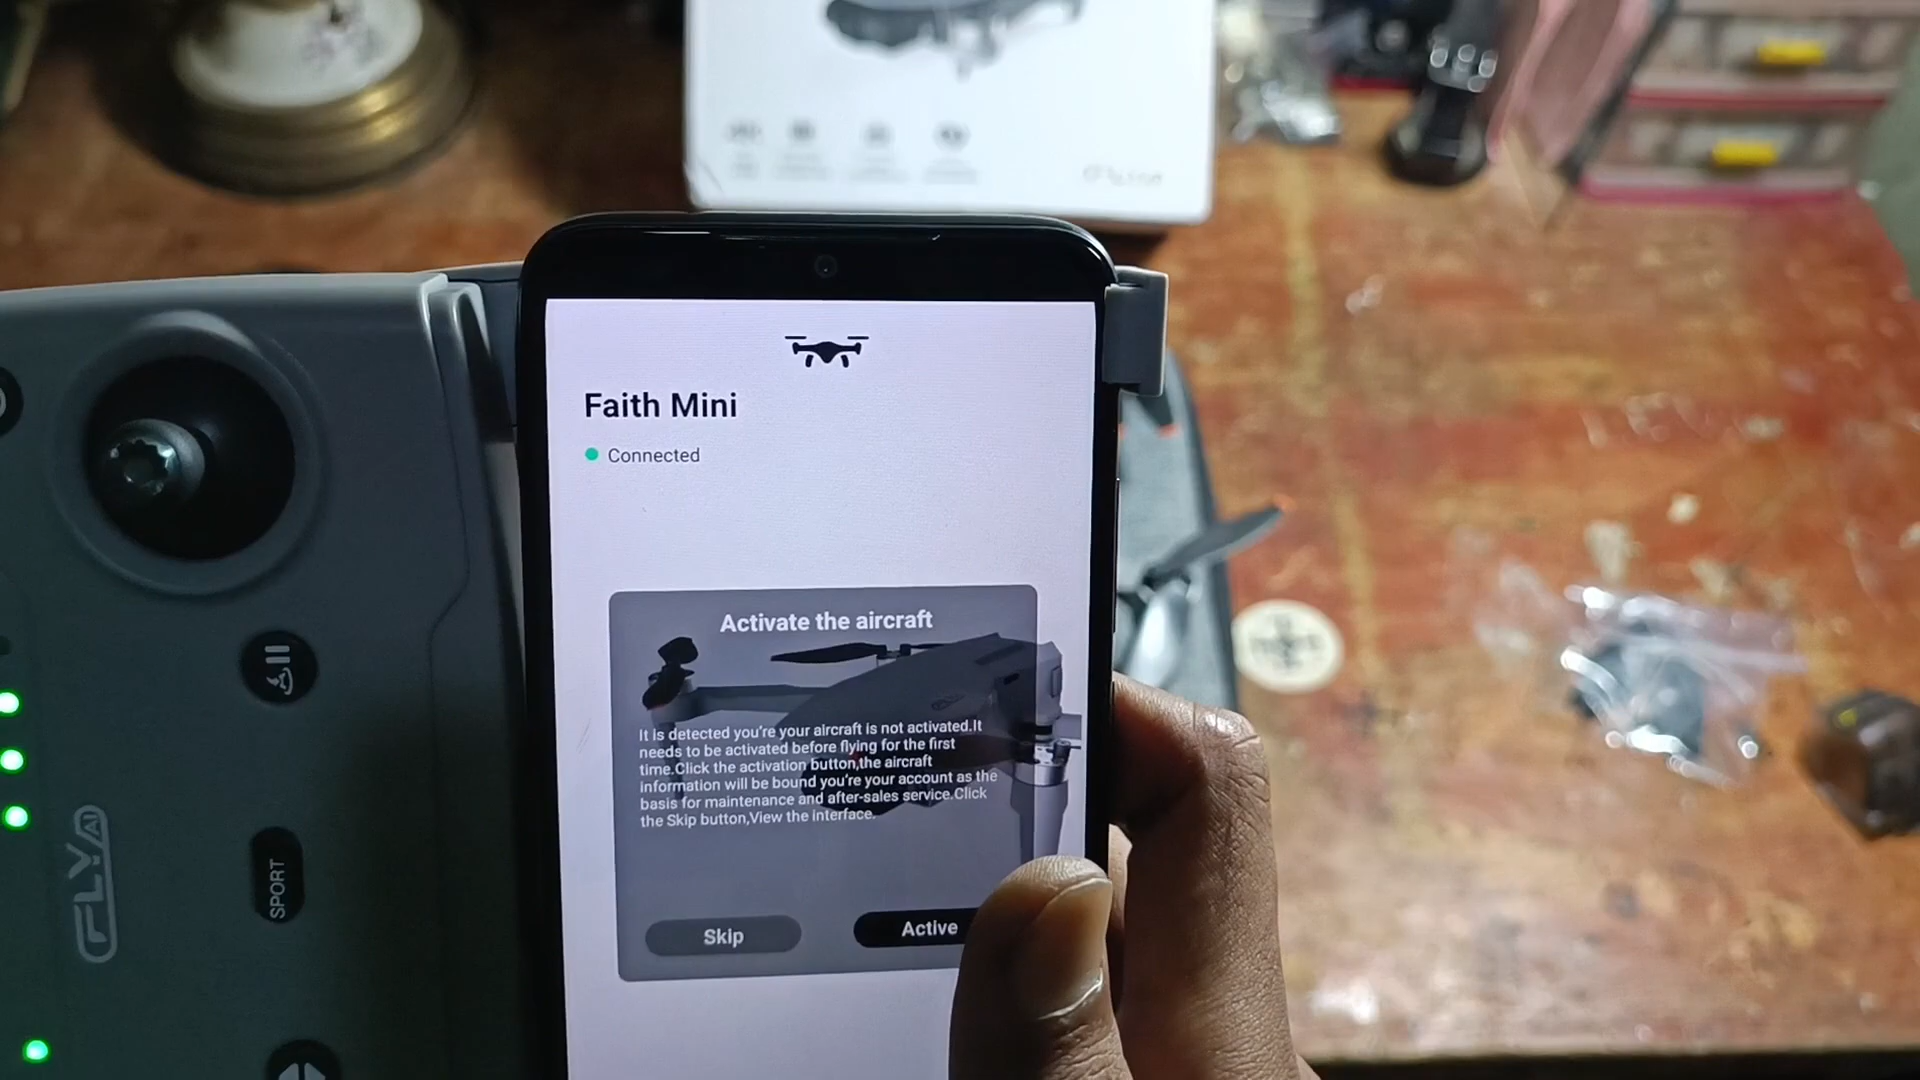 Faith Mini
Connected
Activate the aircraft
It is detected you're your aircraft is not activated.It
needs to be activated before flying for the first
time.Click the activation button,the aircraft
information will be bound you're your account as the
basis for maintenance and after-sales service.Click
the Skip button,View the interface.
Skip
Active
SPORT
CFLY AI